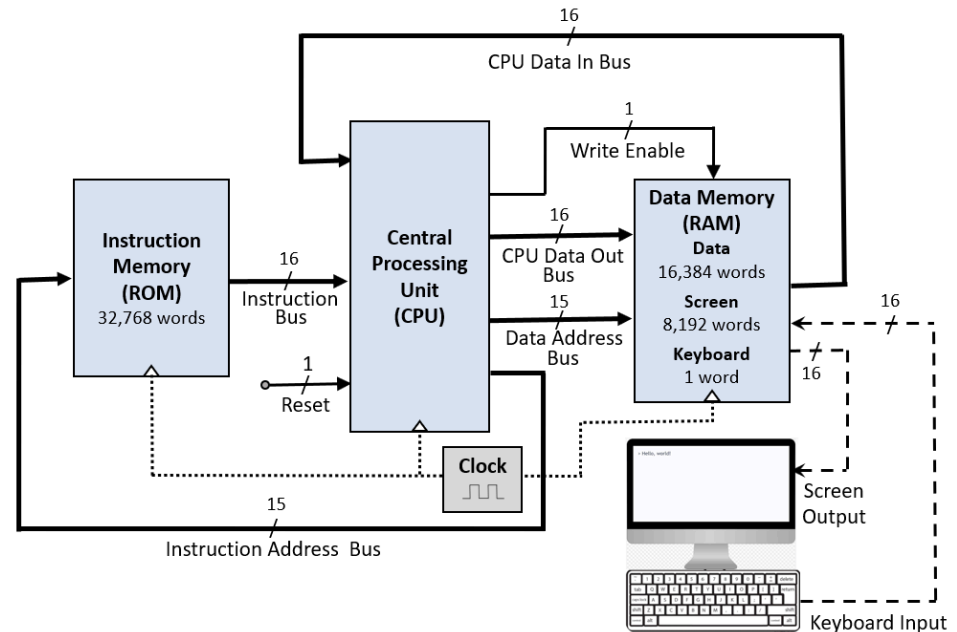 16
CPU Data In Bus
1
Write Enable
Instruction
Memory
(ROM)
32,768 words
16
Instruction
Bus
1
Reset
Central
Processing
Unit
(CPU)
16
CPU Data Out
Bus
15
Data Address
Bus
Data Memory
(RAM)
Data
16,384 words
Screen
8,192 words
Keyboard
1 word
16
16
Clock
15
Instruction Address Bus
Hello, world!
Screen
Output
Keyboard Input